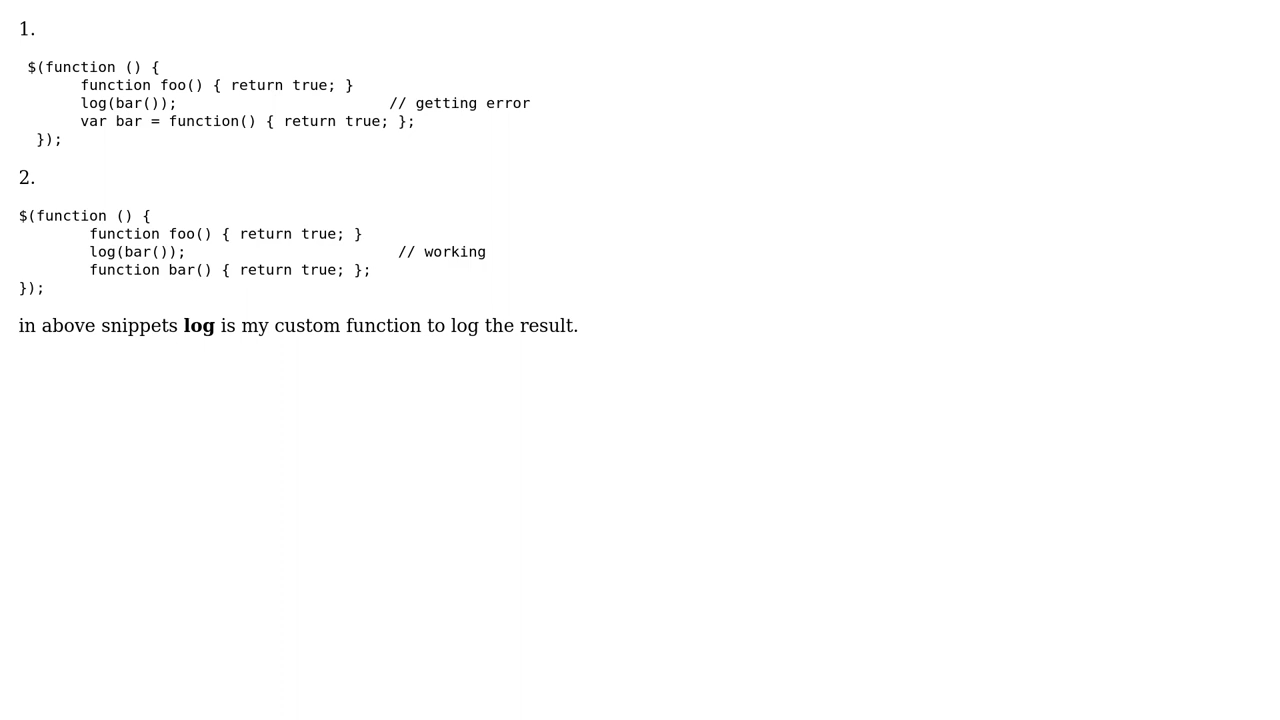 1.
 $(function () {
       function foo() { return true; }
       log(bar());                        // getting error
       var bar = function() { return true; };
  });
2.
$(function () {
        function foo() { return true; }
        log(bar());                        // working
        function bar() { return true; };
});
in above snippets log is my custom function to log the result.